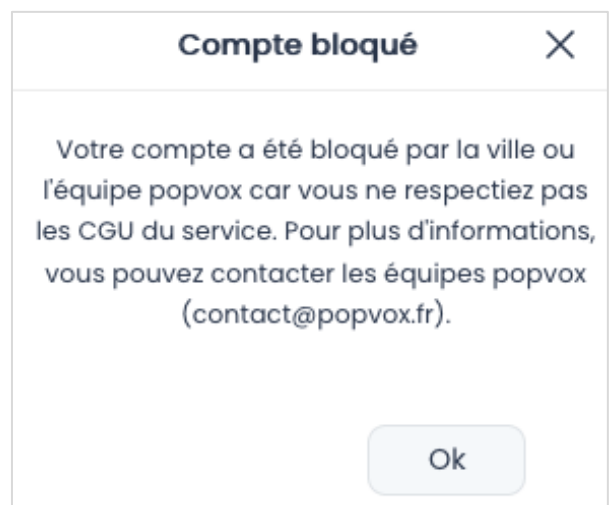 Compte bloqué
Votre compte a été bloqué par la ville ou
l'équipe popvox car vous ne respectiez pas
les CGU du service. Pour plus d'informations,
vous pouvez contacter les équipes popvox
(contact@popvox.fr).
Ok